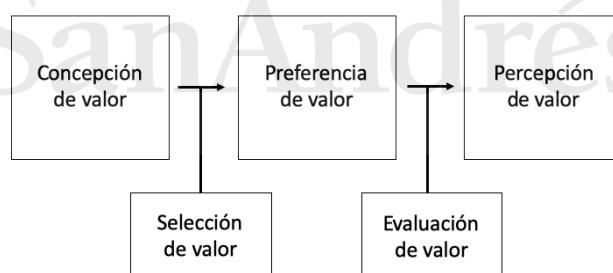 SanAndrés
Concepción
de valor
Preferencia
de valor
Percepción
de valor
Selección
de valor
Evaluación
de valor